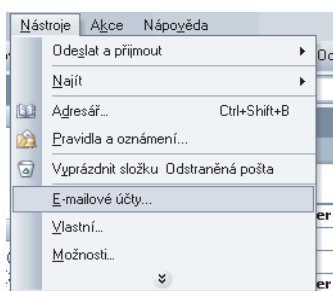 Nástroje Akce Nápověda
Odeslat a přijmout
Najít
Adresář... Ctrl+Shift+B
Pravidla a oznámení...
Vyprázdnit složku Odstraněná pošta
E-mailové účty...
Vlastní...
Možnosti...